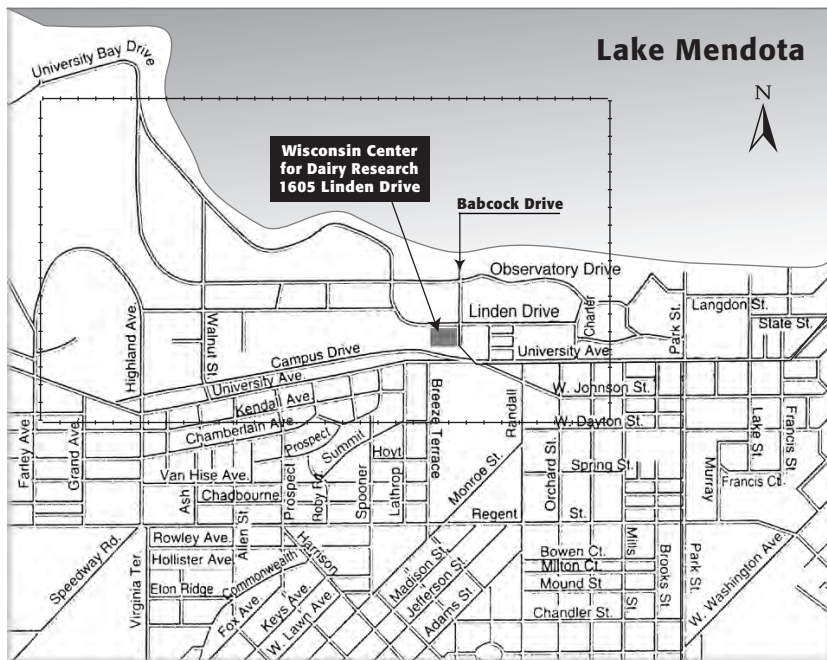 Lake Mendota
N
University Bay Drive
Wisconsin Center
for Dairy Research
1605 Linden Drive
Babcock Drive
Observatory Drive
Linden Drive
Charter
Park St.
Langdon St.
State St.
University Ave.
Highland Ave.
Walnut St.
Campus Drive
University Ave.
Kendall Ave.
Chamberlain Ave.
Breeze Terrace
Randall
W. Johnson St.
W. Dayton St.
Farley Ave
Grand Ave.
Prospect
Summit
Hoyt
Lathrop
Monroe St.
Orchard St.
Spring St.
Lake St.
Francis St.
Murray
Francis Ct.
Van Hise Ave.
Ash
Chadbourne
Prospect
Roby Rd.
Spooner
Regent
St.
Allen St.
Rowley Ave.
Hollister Ave.
Elon Ridge
Commonwealth
Harrison
Speedway Rd.
Virginia Ter.
Fox Ave.
Keys Ave.
W. Lawn Ave.
Madison St.
Jefferson St.
Adams St.
Bowen Ct.
Milton Ct.
Mound St
Chandler St.
Mills
St
Brooks St.
Park St.
W. Washington Ave.